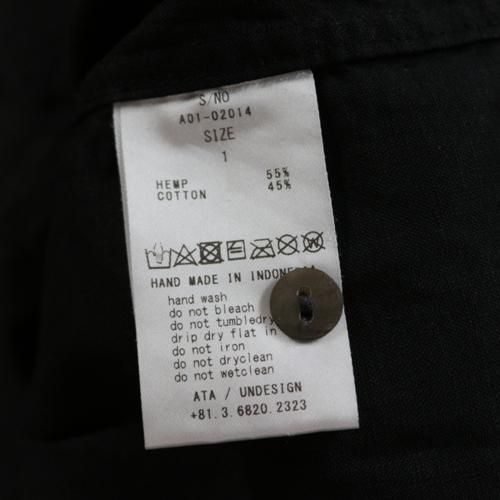 S/NO
A01-02014
SIZE
1
HEMP 55%
COTTON 45%
HAND MADE IN
hand wash
do not bleach
do not tumbledry
drip dry flat in
do not iron
do not dryclean
do not wetclean
ATA / UNDESIGN
+81.3.6820.2323